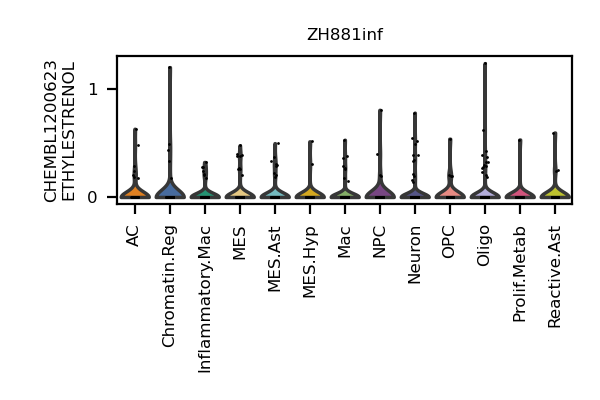 ZH881inf
CHEMBL1200623
ETHYLESTRENOL
1
0
AC
Chromatin.Reg
Inflammatory.Mac
MES
MES.Ast
MES.Hyp
Mac
NPC
Neuron
OPC
Oligo
Prolif.Metab
Reactive.Ast